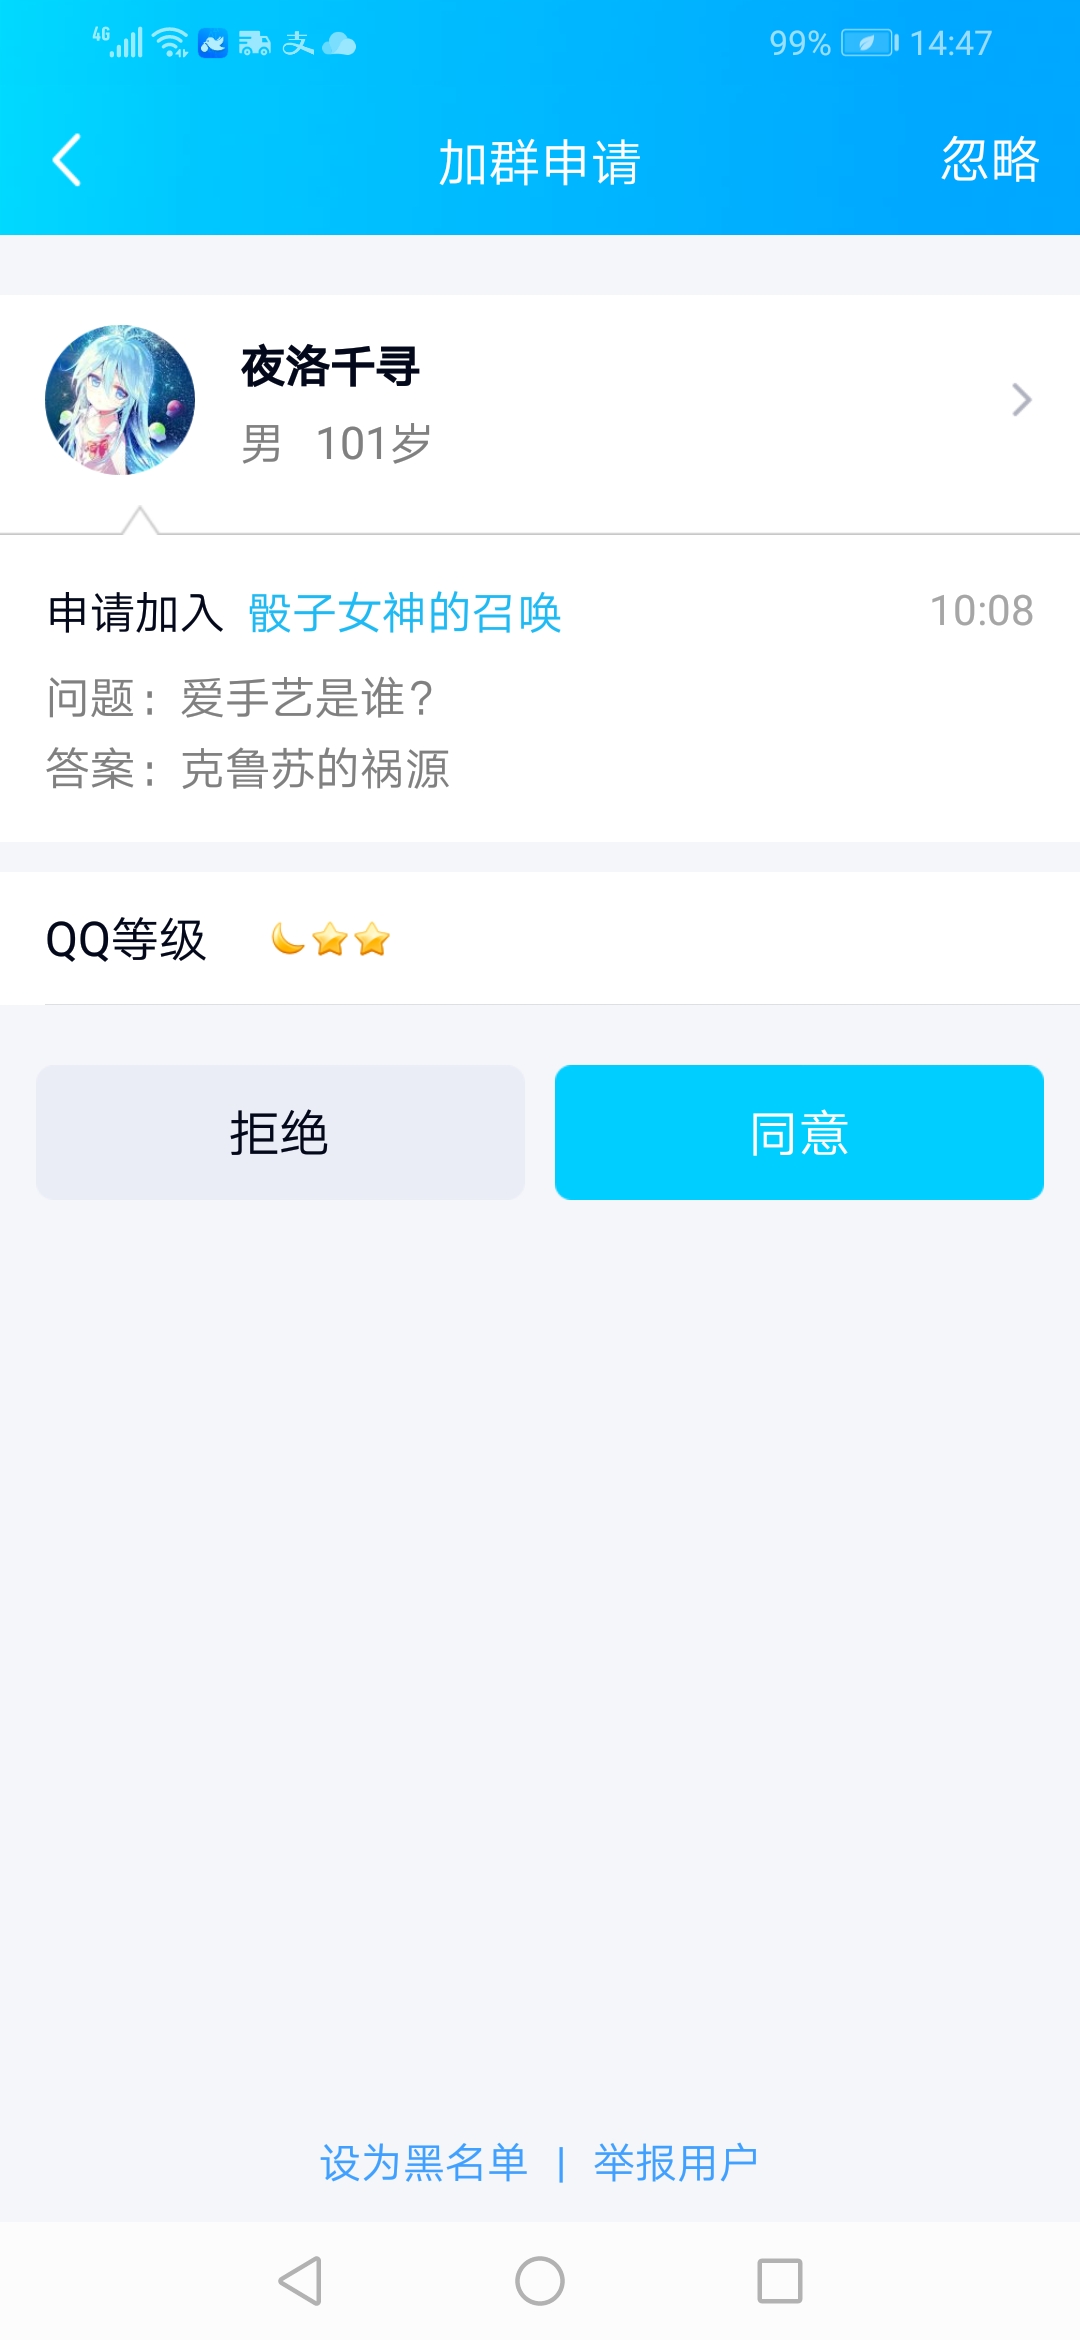 4G 支 99% 14:47
加群申请 忽略
夜洛千寻
男 101岁
申请加入 骰子女神的召唤 10:08
问题：爱手艺是谁？
答案：克鲁苏的祸源
QQ等级
拒绝 同意
设为黑名单 | 举报用户